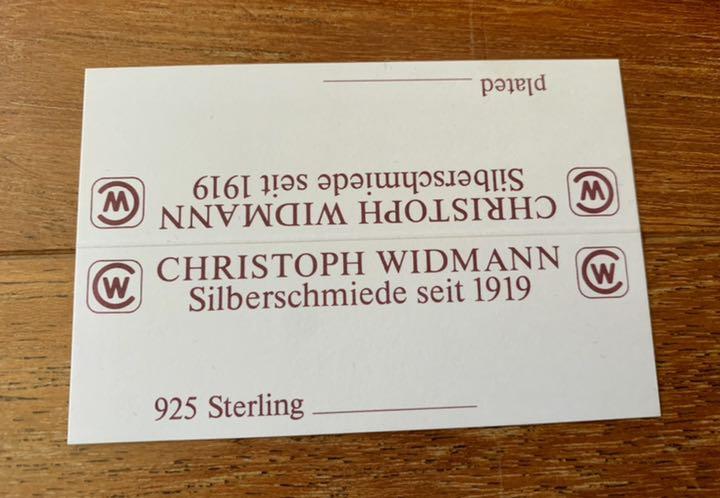 plated
CHRISTOPH WIDMANN
Silberschmiede seit 1919
CW
CW
CW
CHRISTOPH WIDMANN
CW
Silberschmiede seit 1919
925 Sterling